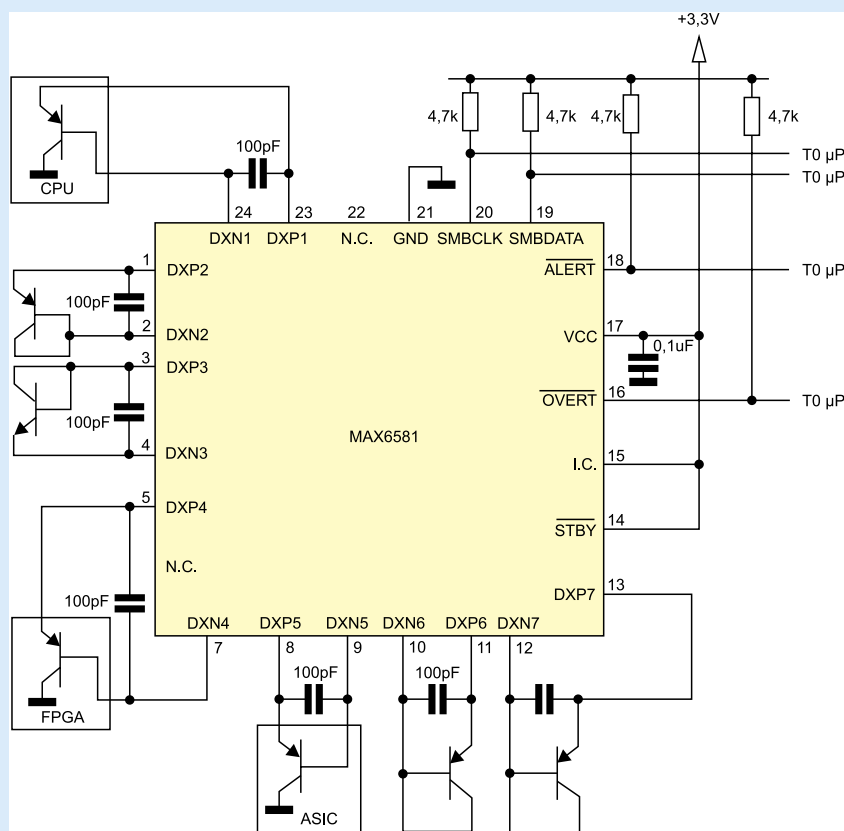 +3,3V
4,7k 4,7k 4,7k 4,7k
100pF
T0 µP
T0 µP
CPU
24 23 22 21 20 19
DXN1 DXP1 N.C. GND SMBCLK SMBDATA
1 DXP2
ALERT 18
T0 µP
100pF
2 DXN2
VCC 17
0,1uF
3 DXP3
OVERT 16
T0 µP
100pF
MAX6581
4 DXN3
I.C. 15
5 DXP4
STBY 14
N.C.
DXP7 13
100pF
DXN4 DXP5 DXN5 DXN6 DXP6 DXN7
7 8 9 10 11 12
100pF 100pF
FPGA
ASIC